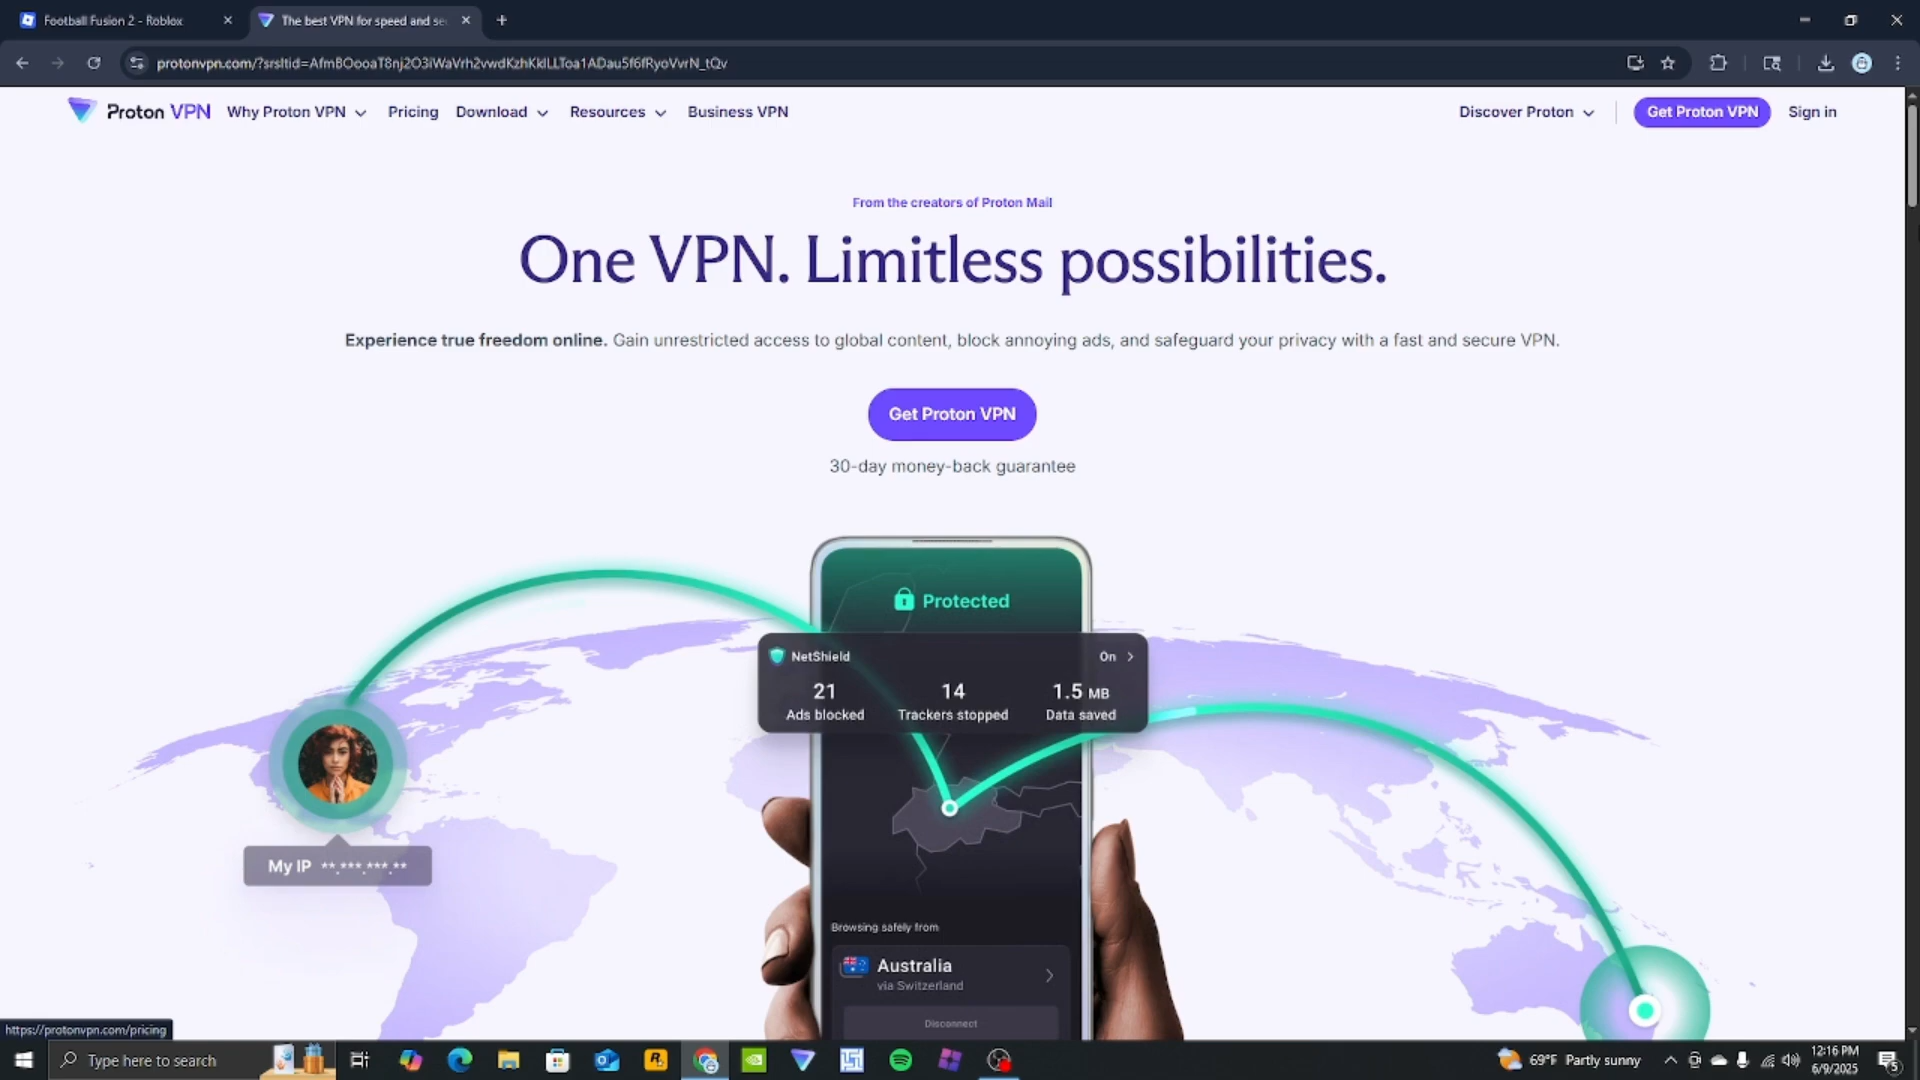 Football Fusion 2 - Roblox
The best VPN for speed and se
protonvpn.com/?srsltid=AfmBOooaT8nj2O3iWaVrh2vwdKzhKkILLToa1ADau5f6fRyoVvrN_tQv
Proton VPN
Why Proton VPN
Pricing
Download
Resources
Business VPN
Discover Proton
Get Proton VPN
Sign in
From the creators of Proton Mail
One VPN. Limitless possibilities.
Experience true freedom online. Gain unrestricted access to global content, block annoying ads, and safeguard your privacy with a fast and secure VPN.
Get Proton VPN
30-day money-back guarantee
Protected
NetShield
On
21
14
1.5 MB
Ads blocked
Trackers stopped
Data saved
My IP **.***.***.**
Browsing safely from
Australia
via Switzerland
Disconnect
https://protonvpn.com/pricing
Type here to search
69°F Partly sunny
12:16 PM
6/9/2025
5